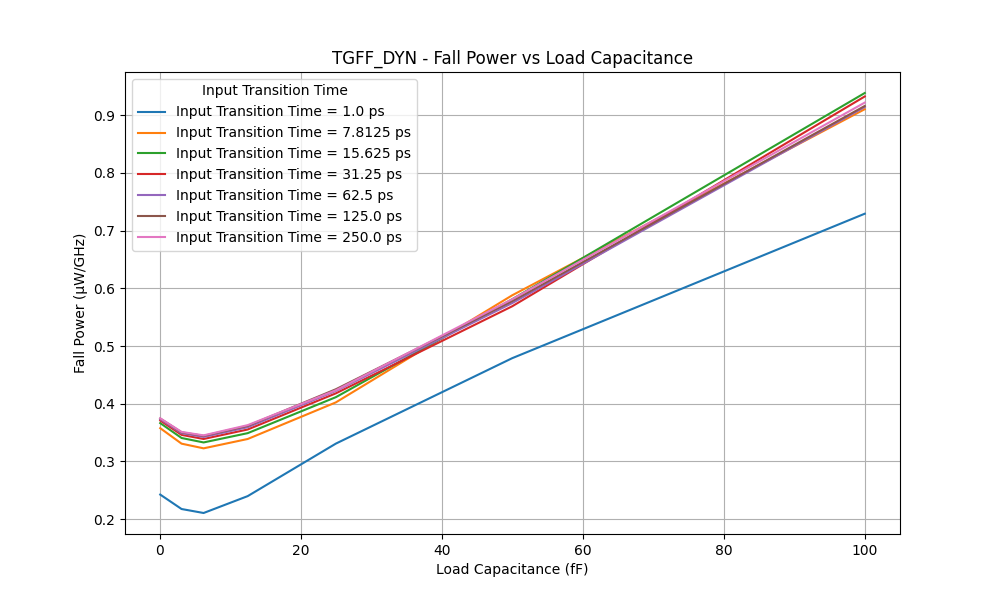 TGFF_DYN - Fall Power vs Load Capacitance
Input Transition Time
Input Transition Time = 1.0 ps
Input Transition Time = 7.8125 ps
Input Transition Time = 15.625 ps
Input Transition Time = 31.25 ps
Input Transition Time = 62.5 ps
Input Transition Time = 125.0 ps
Input Transition Time = 250.0 ps
Fall Power (µW/GHz)
0.9
0.8
0.7
0.6
0.5
0.4
0.3
0.2
0 20 40 60 80 100
Load Capacitance (fF)